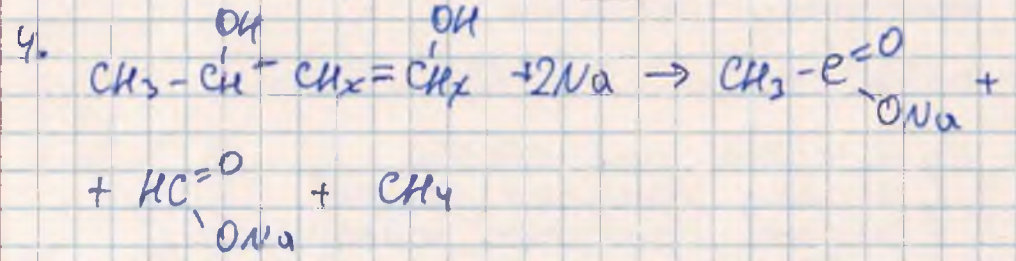 4. OH OH
CH₃ - CH - CHx = CHx + 2Na → CH₃ - C = O +
ONa
+ HC = O + CH₄
ONa